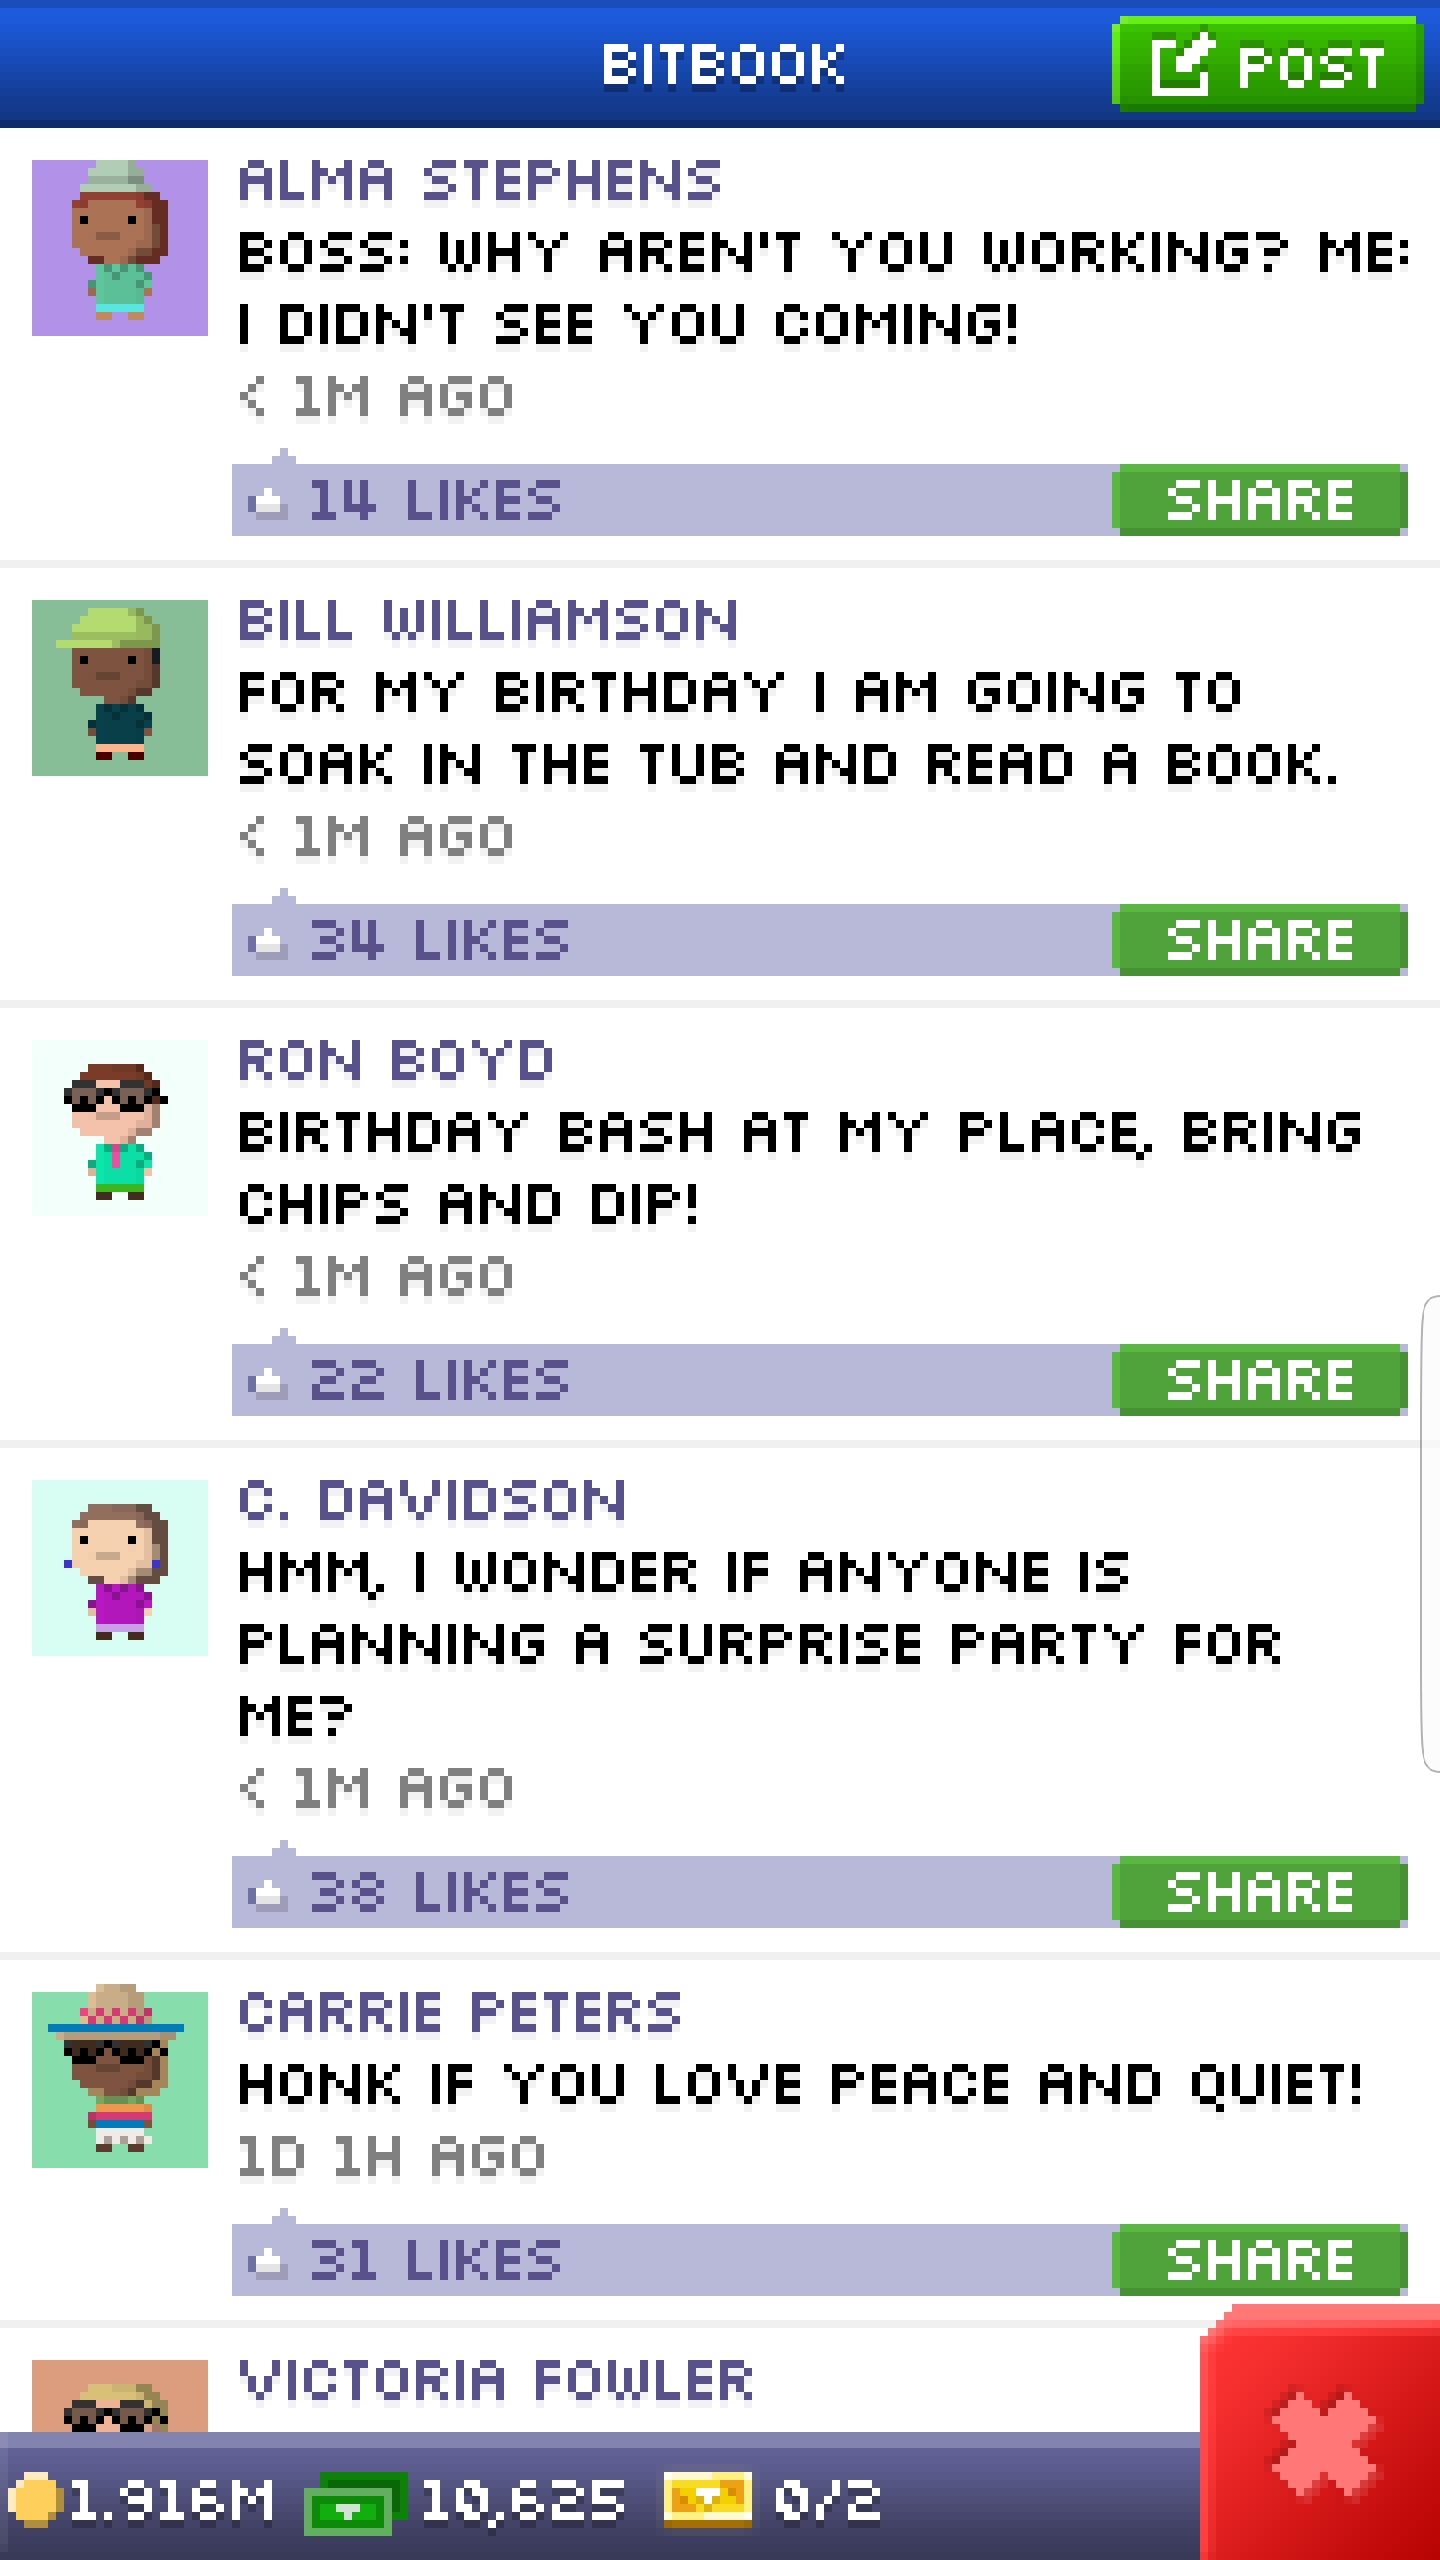 BITBOOK
POST
ALMA STEPHENS
BOSS: WHY AREN'T YOU WORKING? ME:
I DIDN'T SEE YOU COMING!
< 1M AGO
14 LIKES
SHARE
BILL WILLIAMSON
FOR MY BIRTHDAY I AM GOING TO
SOAK IN THE TUB AND READ A BOOK.
< 1M AGO
34 LIKES
SHARE
RON BOYD
BIRTHDAY BASH AT MY PLACE, BRING
CHIPS AND DIP!
< 1M AGO
22 LIKES
SHARE
C. DAVIDSON
HMM, I WONDER IF ANYONE IS
PLANNING A SURPRISE PARTY FOR
ME?
< 1M AGO
38 LIKES
SHARE
CARRIE PETERS
HONK IF YOU LOVE PEACE AND QUIET!
1D 1H AGO
31 LIKES
SHARE
VICTORIA FOWLER
1.916M 10,625 0/2